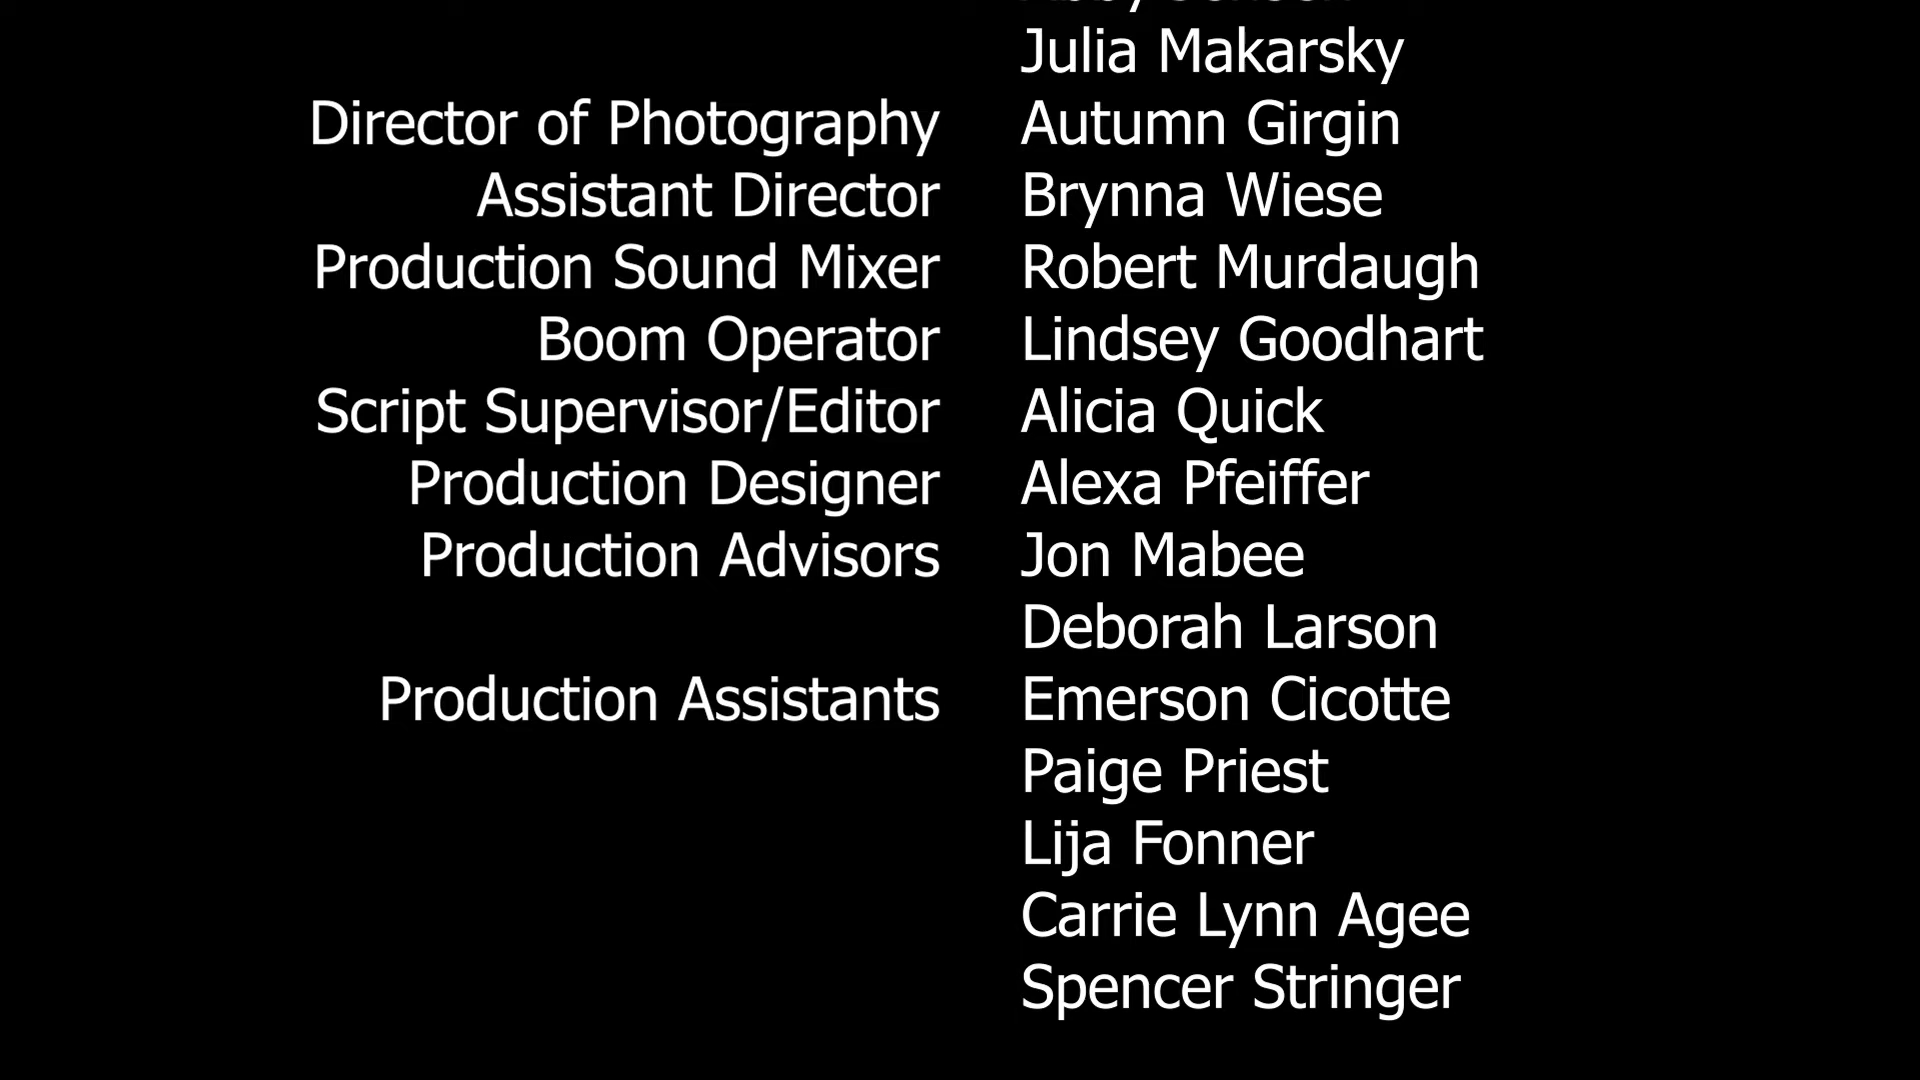 Julia Makarsky
Director of Photography Autumn Girgin
Assistant Director Brynna Wiese
Production Sound Mixer Robert Murdaugh
Boom Operator Lindsey Goodhart
Script Supervisor/Editor Alicia Quick
Production Designer Alexa Pfeiffer
Production Advisors Jon Mabee
Deborah Larson
Production Assistants Emerson Cicotte
Paige Priest
Lija Fonner
Carrie Lynn Agee
Spencer Stringer